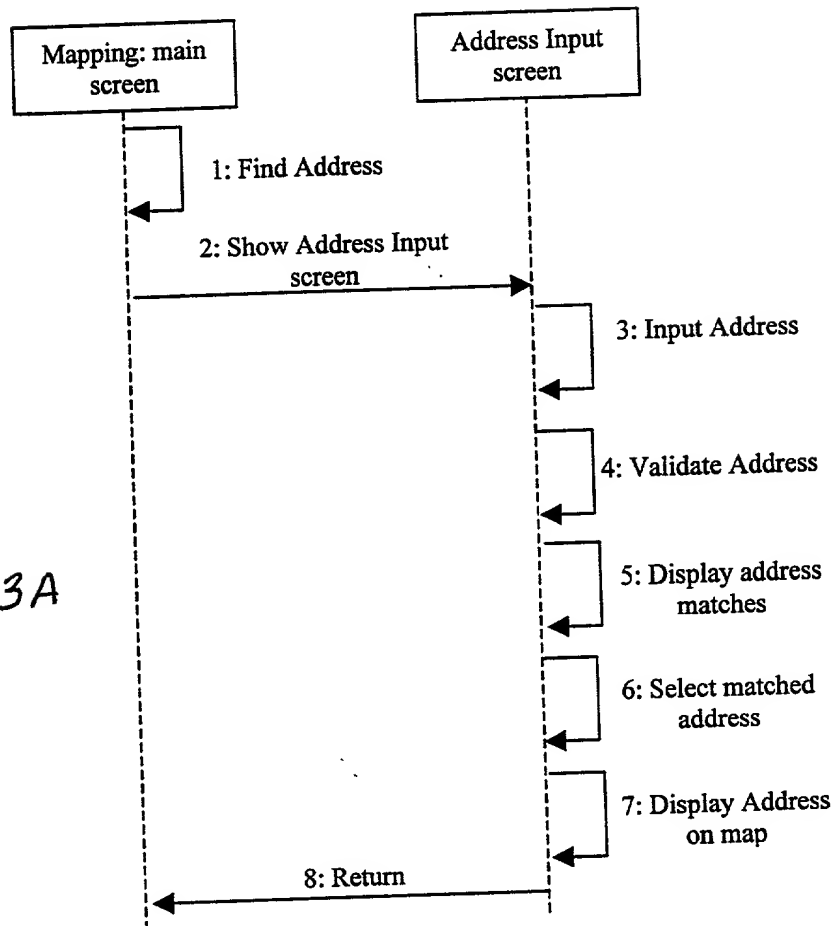 Mapping: main
screen
Address Input
screen
1: Find Address
2: Show Address Input
screen
3: Input Address
4: Validate Address
5: Display address
matches
3A
6: Select matched
address
7: Display Address
on map
8: Return